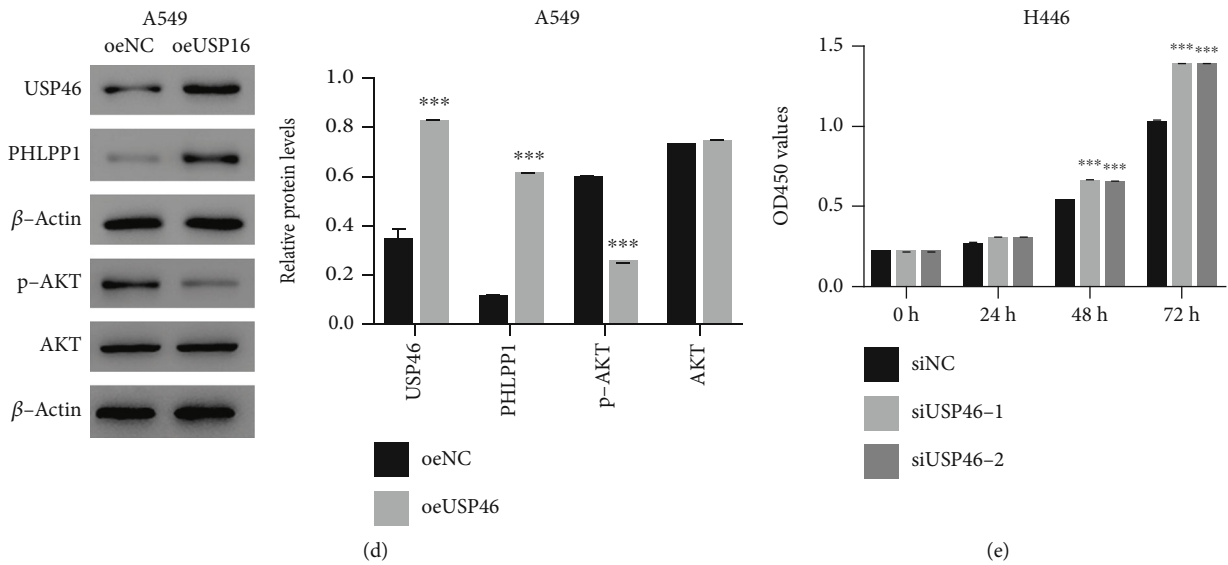 A549
oeNC oeUSP16
USP46
PHLPP1
β–Actin
p–AKT
AKT
β–Actin
A549
Relative protein levels
1.0
0.8
0.6
0.4
0.2
0.0
*** *** ***
USP46 PHLPP1 p–AKT AKT
oeNC
oeUSP46
(d)
H446
OD450 values
1.5
1.0
0.5
0.0
*** *** *** ***
0 h 24 h 48 h 72 h
siNC
siUSP46–1
siUSP46–2
(e)